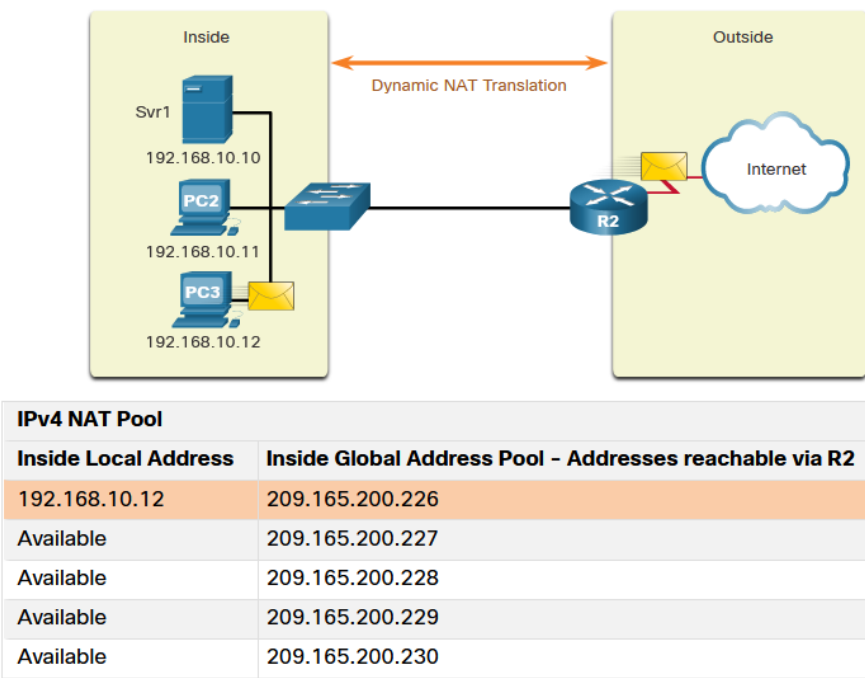 Inside
Outside
Dynamic NAT Translation
Svr1
192.168.10.10
Internet
PC2
R2
192.168.10.11
PC3
192.168.10.12
IPv4 NAT Pool
Inside Local Address Inside Global Address Pool - Addresses reachable via R2
192.168.10.12 209.165.200.226
Available 209.165.200.227
Available 209.165.200.228
Available 209.165.200.229
Available 209.165.200.230